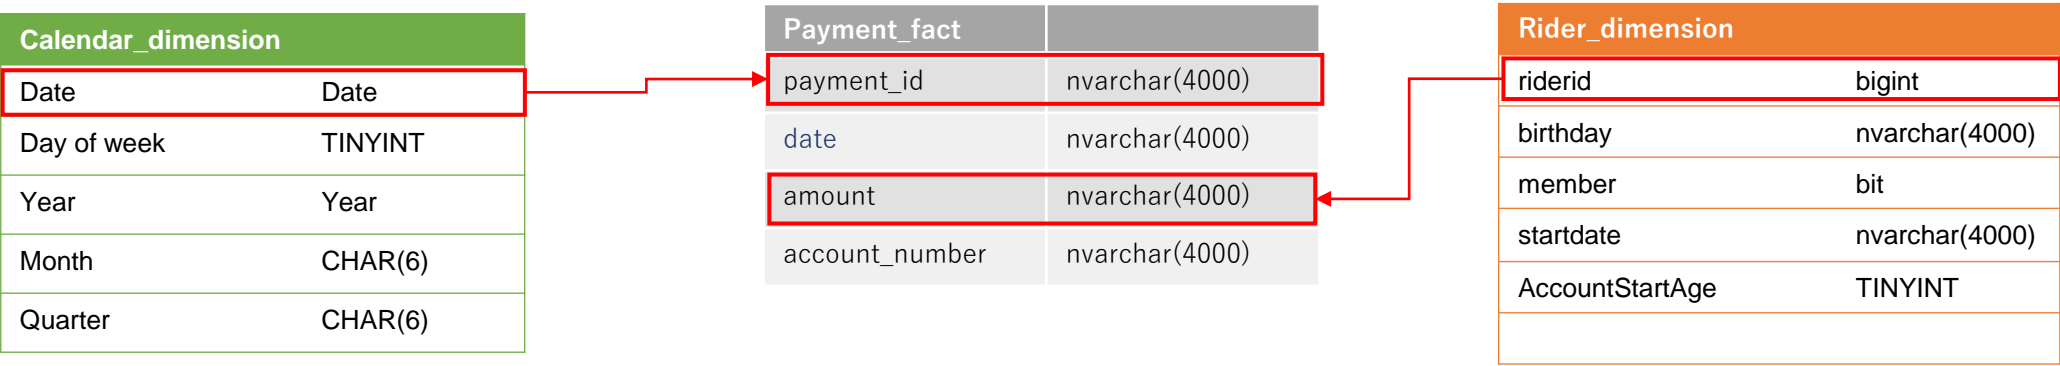 Calendar_dimension
Date Date
Day of week TINYINT
Year Year
Month CHAR(6)
Quarter CHAR(6)
Payment_fact
payment_id nvarchar(4000)
date nvarchar(4000)
amount nvarchar(4000)
account_number nvarchar(4000)
Rider_dimension
riderid bigint
birthday nvarchar(4000)
member bit
startdate nvarchar(4000)
AccountStartAge TINYINT